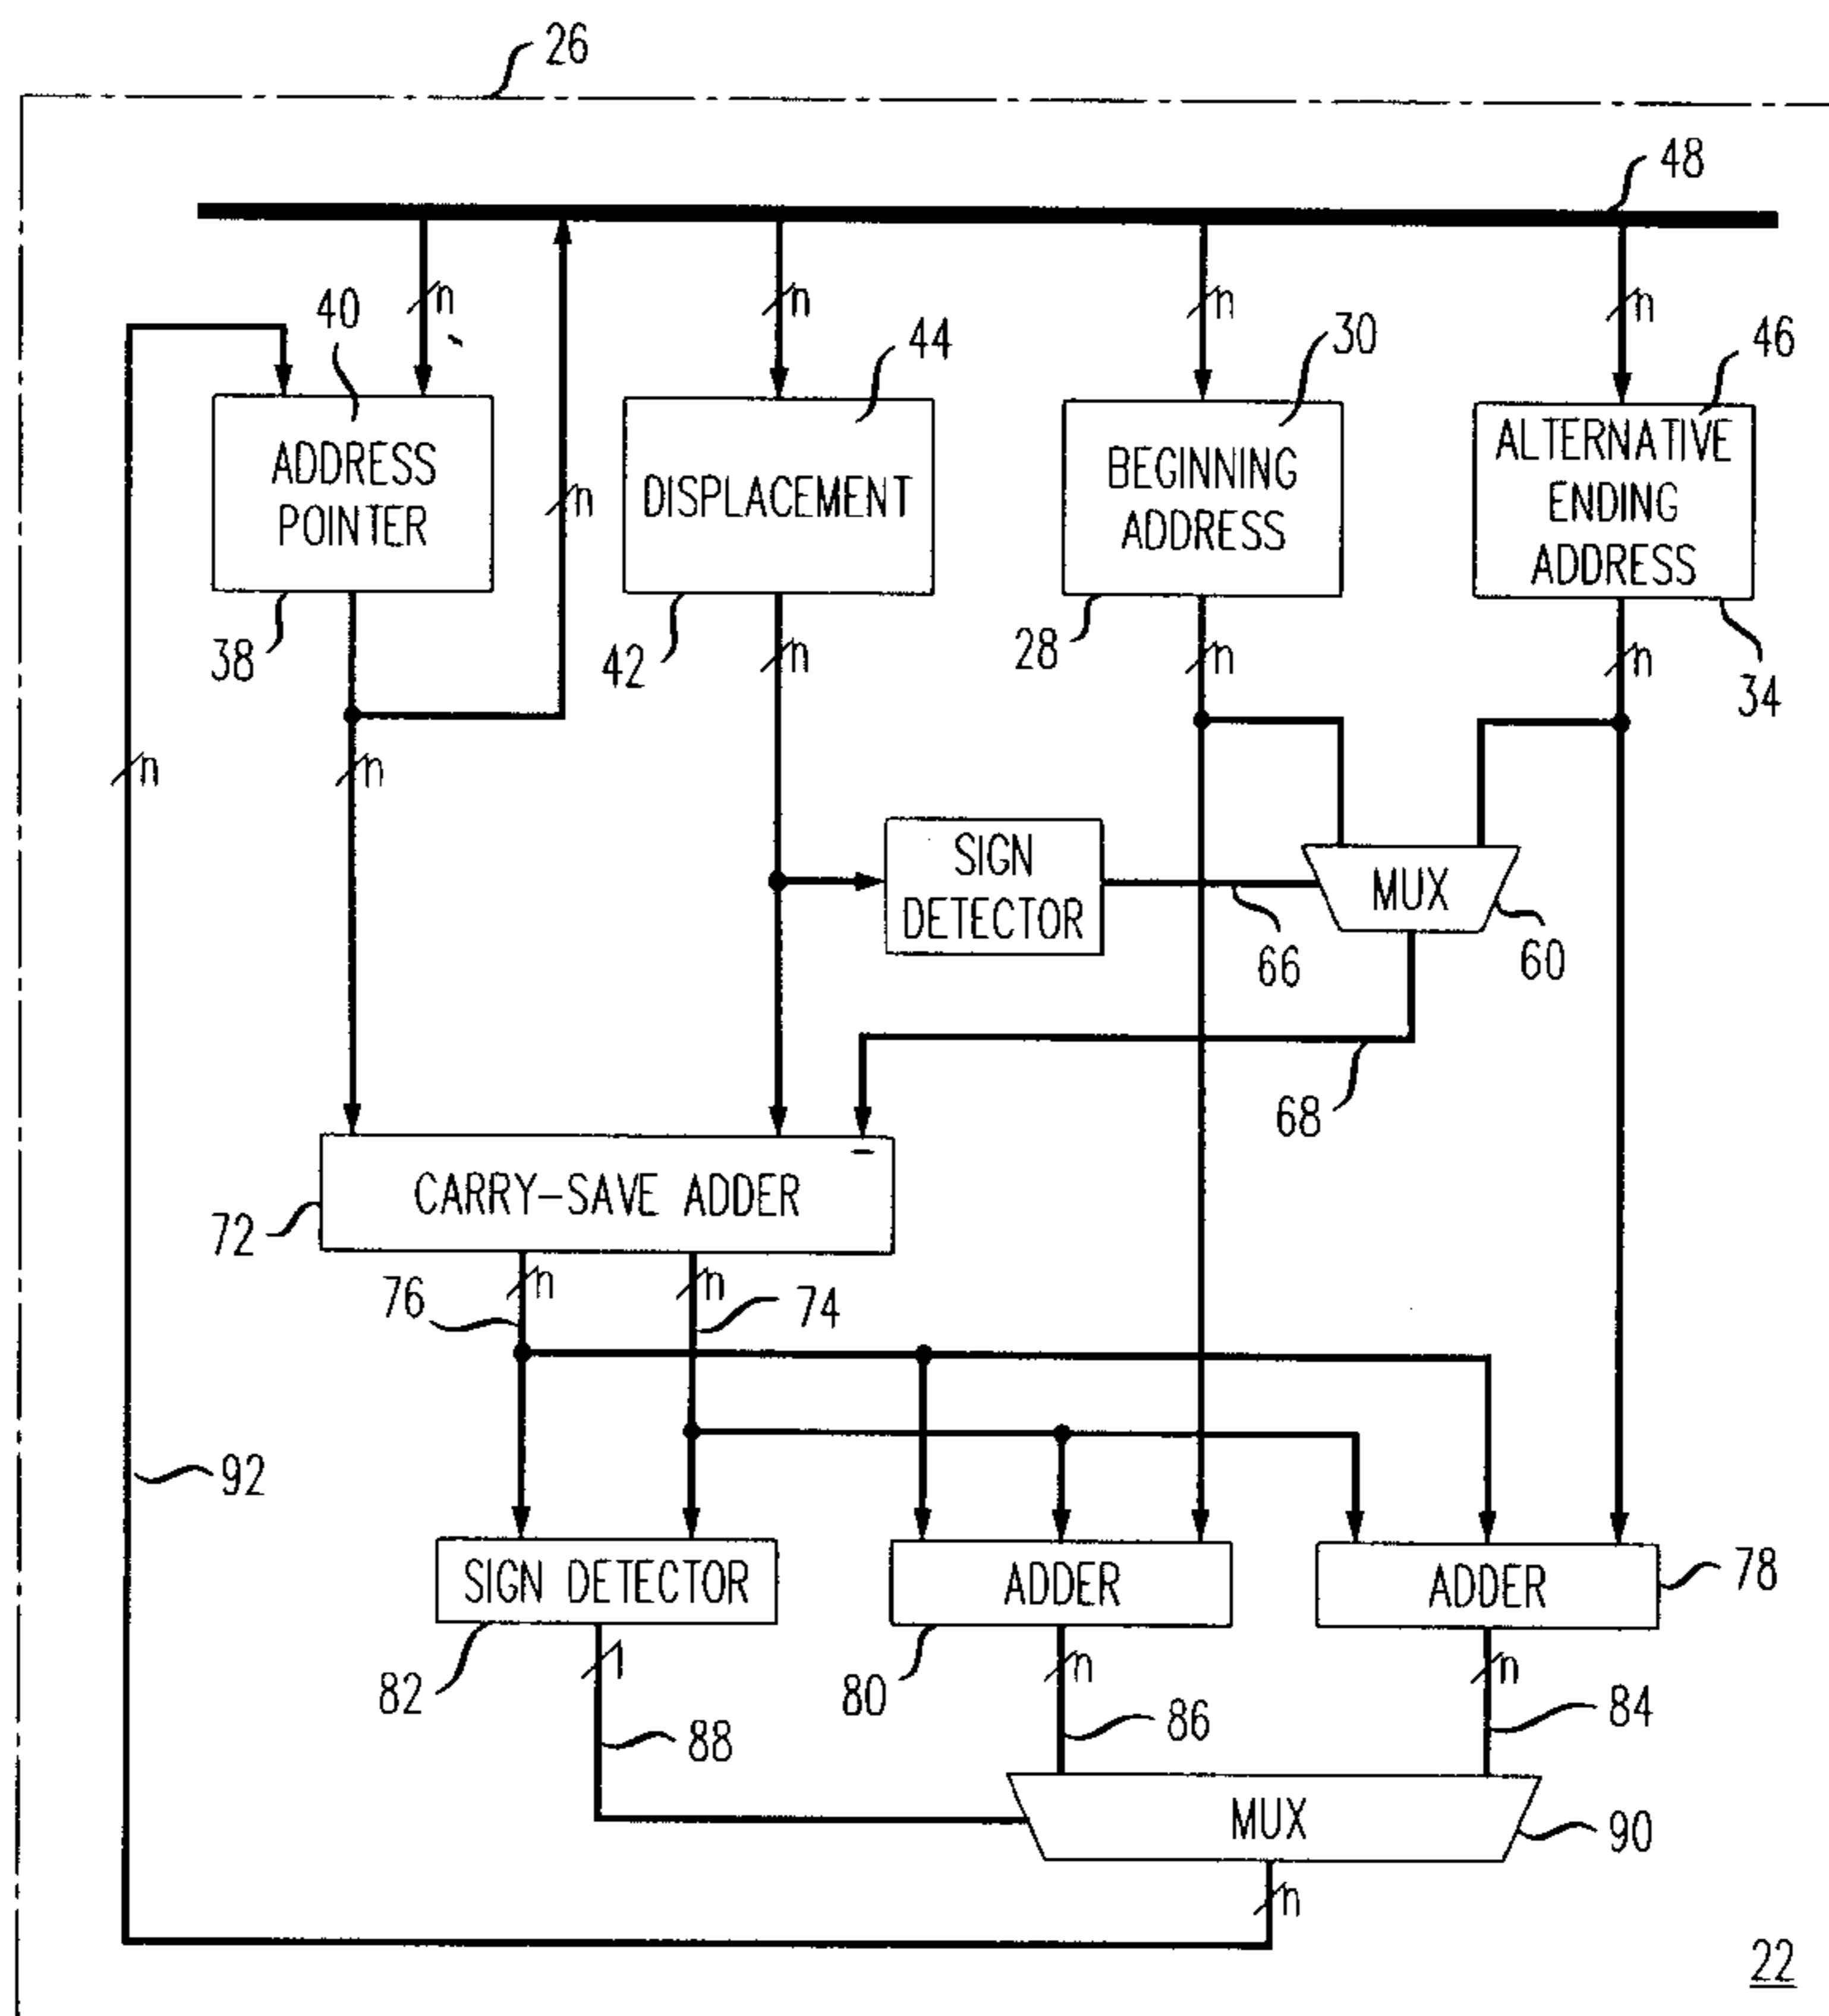 26
48
n
n
n
n
40
44
30
46
ADDRESS
POINTER
n
DISPLACEMENT
BEGINNING
ADDRESS
ALTERNATIVE
ENDING
ADDRESS
38
42
n
28
n
n
34
n
n
SIGN
DETECTOR
MUX
66
60
68
CARRY-SAVE ADDER
72
n
n
76
74
92
SIGN DETECTOR
ADDER
ADDER
78
82
1
80
n
n
88
86
84
MUX
90
n
22